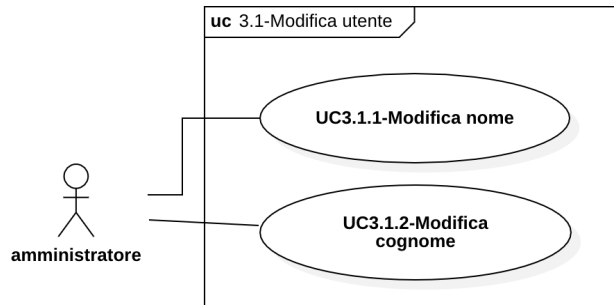 uc 3.1-Modifica utente
UC3.1.1-Modifica nome
UC3.1.2-Modifica
cognome
amministratore